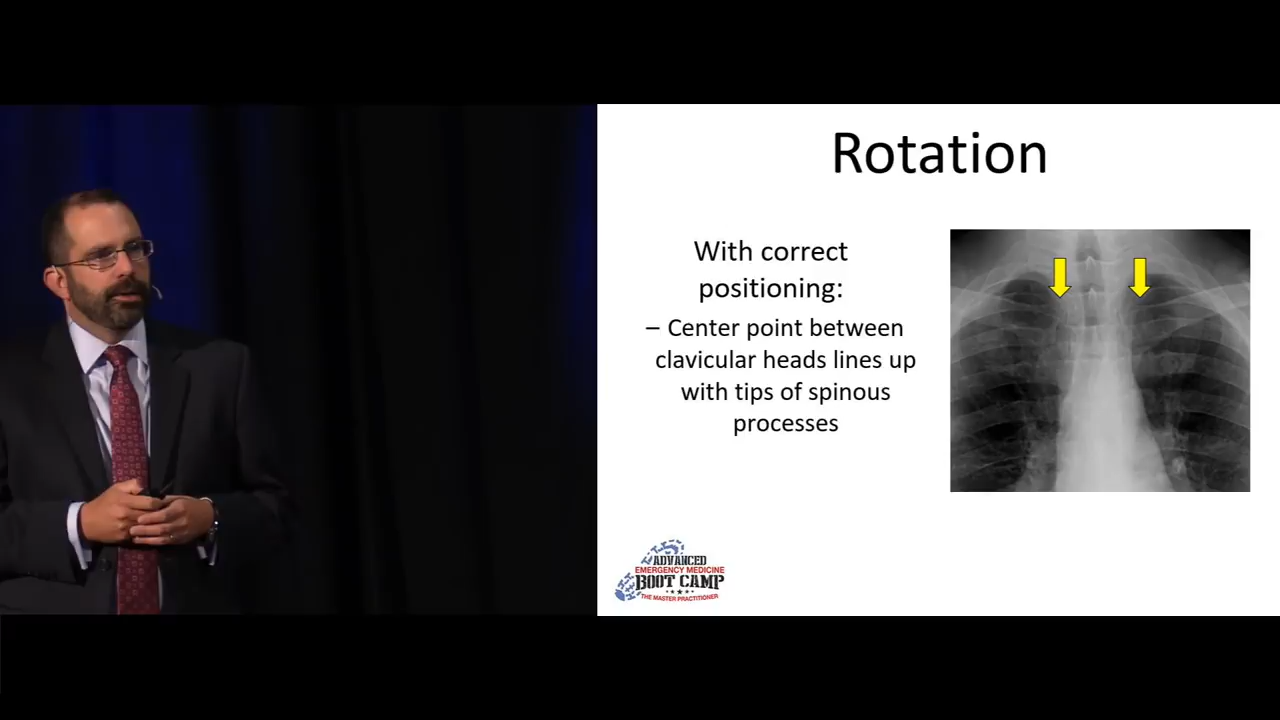 Rotation
With correct
positioning:
– Center point between
clavicular heads lines up
with tips of spinous
processes
ADVANCED
EMERGENCY MEDICINE
BOOT CAMP
THE MASTER PRACTITIONER